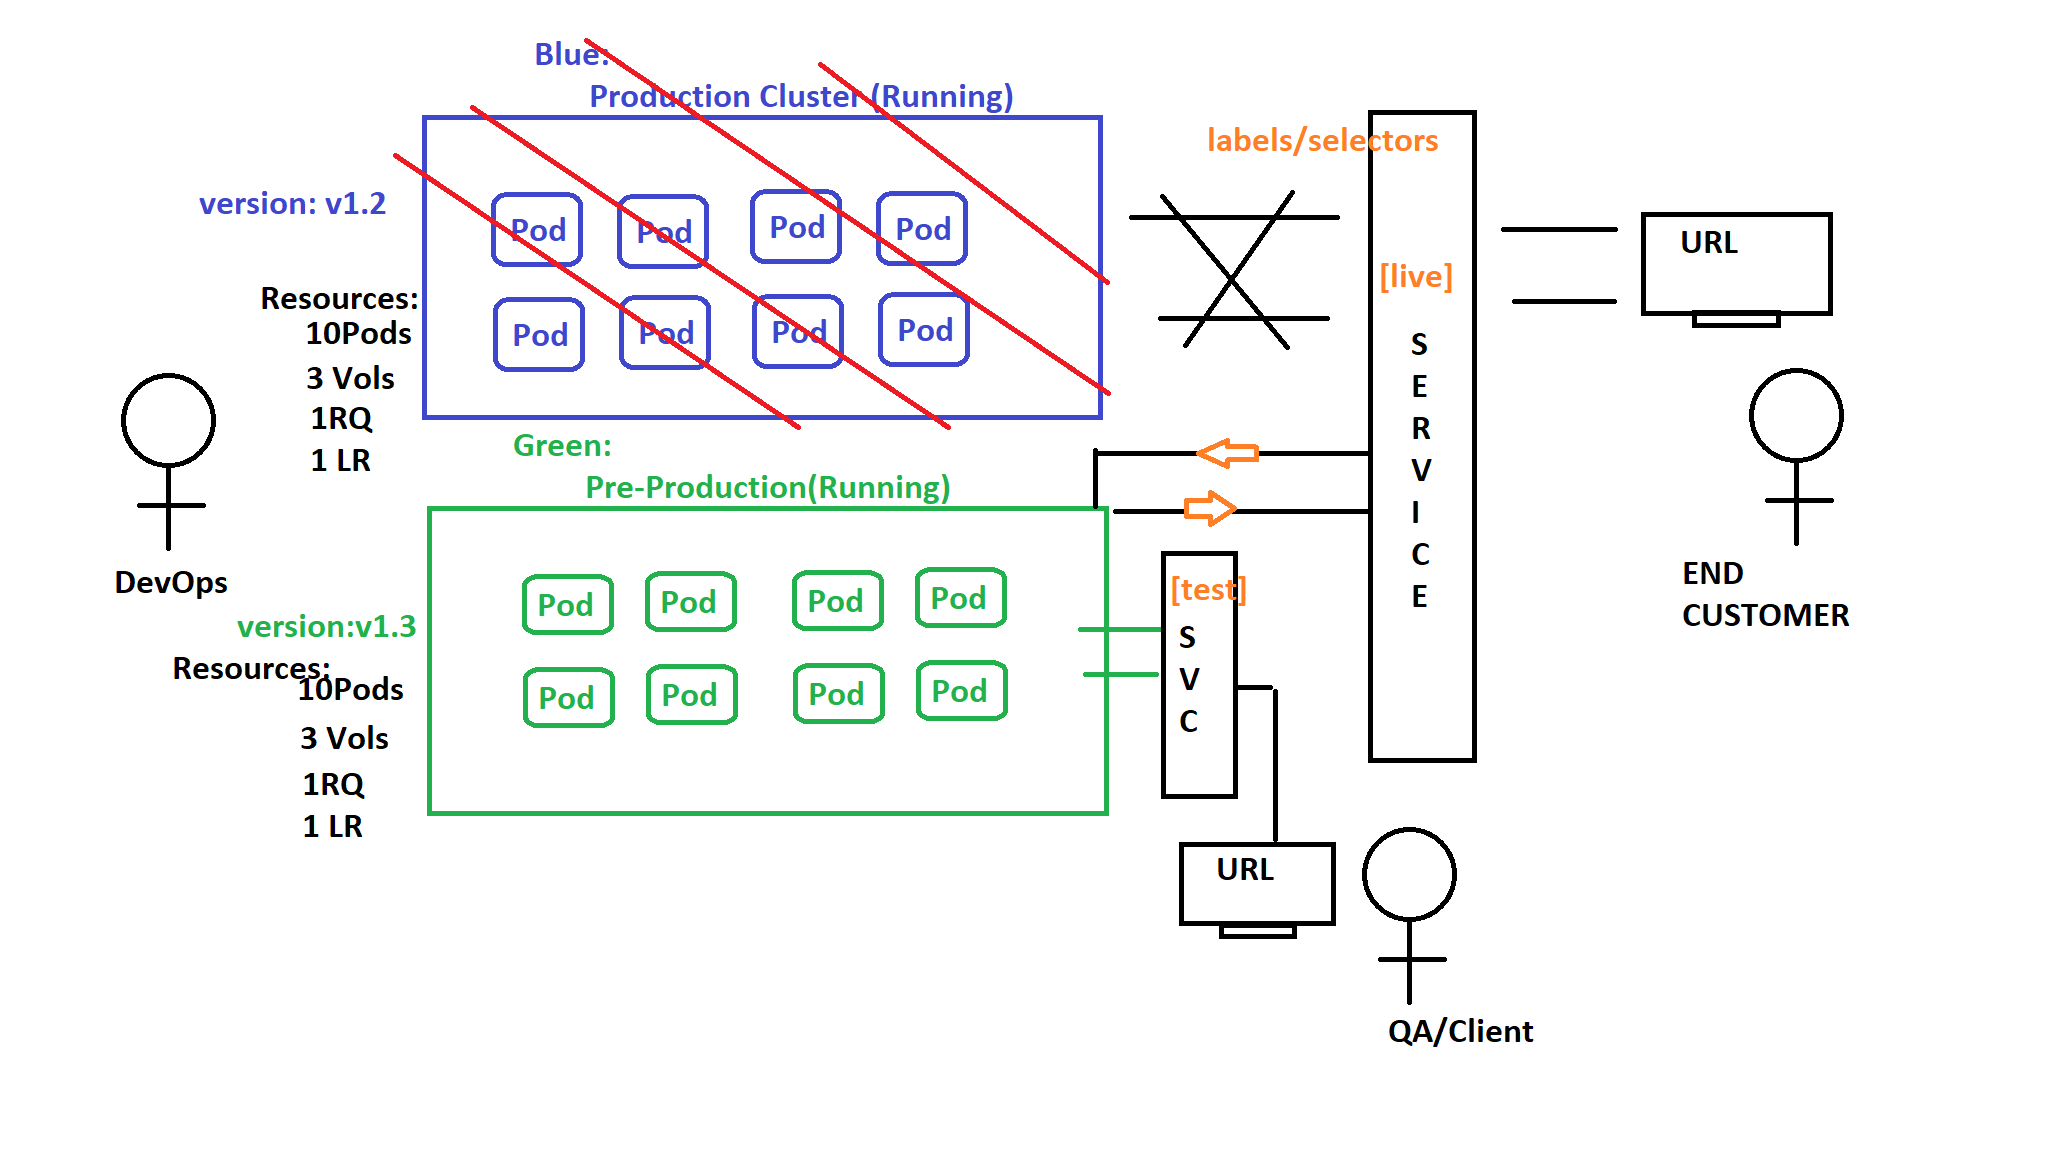 Blue:
Production Cluster (Running)
labels/selectors
version: v1.2
Pod Pod Pod Pod
URL
[live]
Resources:
10Pods
Pod Pod Pod Pod
3 Vols
1RQ
1 LR
S
E
R
V
I
C
E
Green:
Pre-Production(Running)
DevOps
END
CUSTOMER
[test]
Pod Pod Pod Pod
version:v1.3
S
V
C
Resources:
10Pods
Pod Pod Pod Pod
3 Vols
1RQ
1 LR
URL
QA/Client